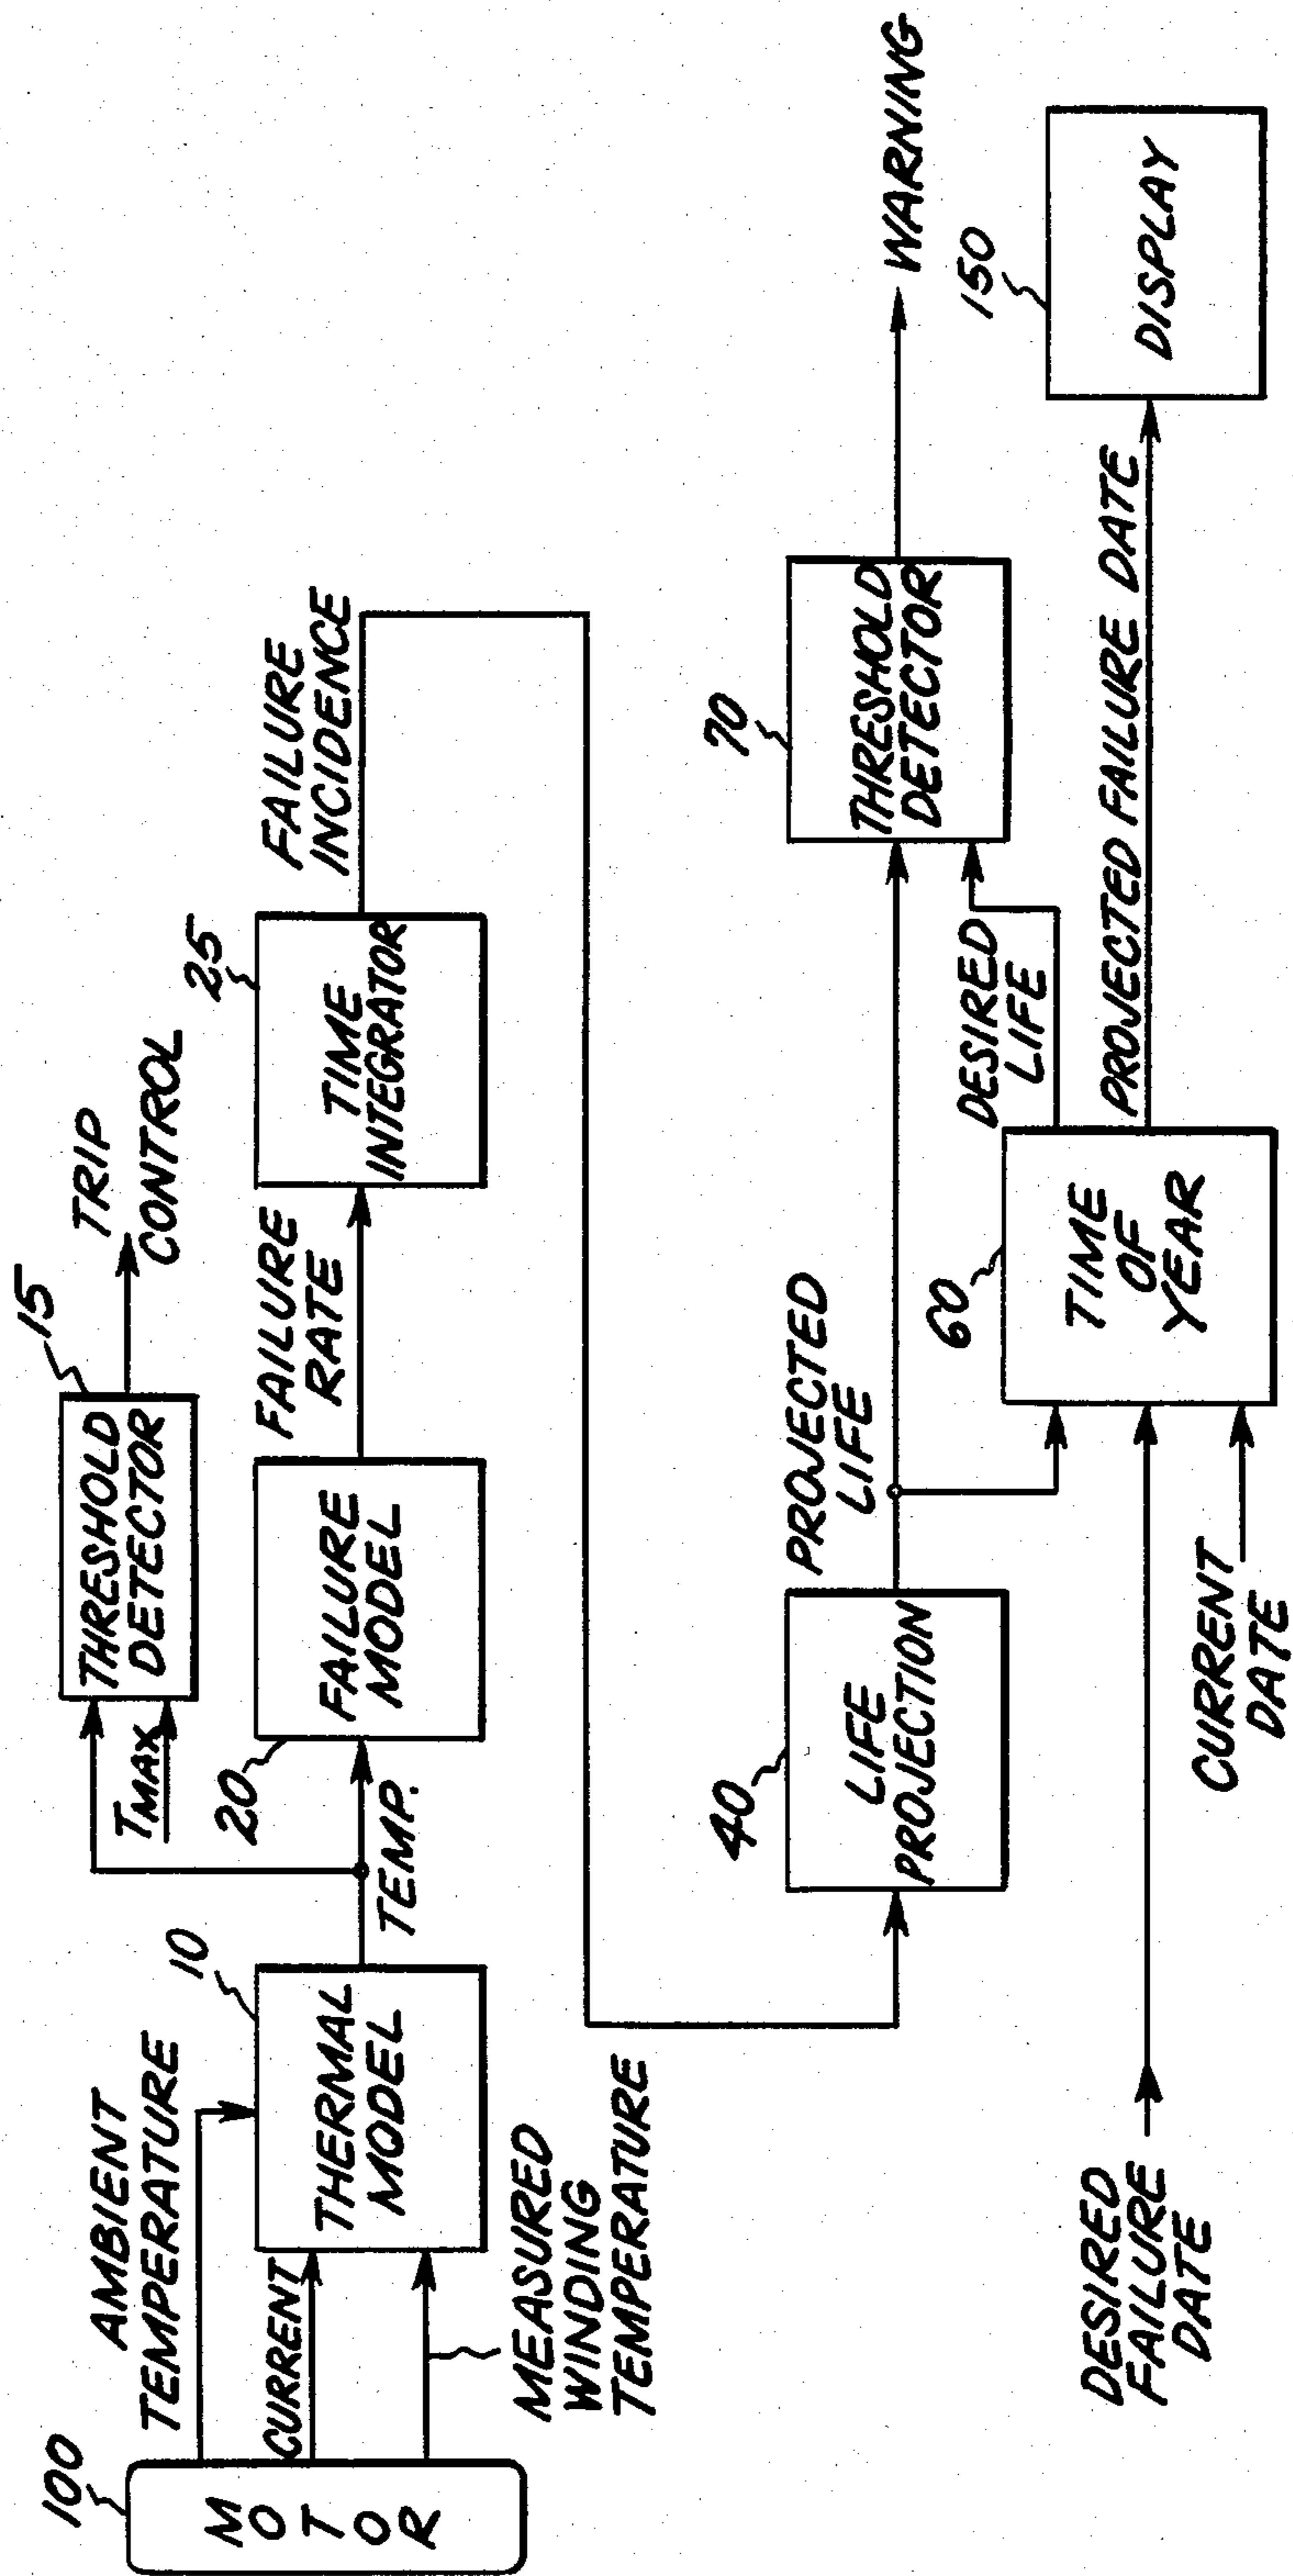 100
MOTOR
AMBIENT
TEMPERATURE
CURRENT
MEASURED
WINDING
TEMPERATURE
10
THERMAL
MODEL
TEMP.
TMAX
15
THRESHOLD
DETECTOR
TRIP
CONTROL
20
FAILURE
MODEL
FAILURE
RATE
25
TIME
INTEGRATOR
FAILURE
INCIDENCE
40
LIFE
PROJECTION
PROJECTED
LIFE
DESIRED
FAILURE
DATE
CURRENT
DATE
60
TIME
OF
YEAR
DESIRED
LIFE
70
THRESHOLD
DETECTOR
WARNING
PROJECTED FAILURE DATE
150
DISPLAY